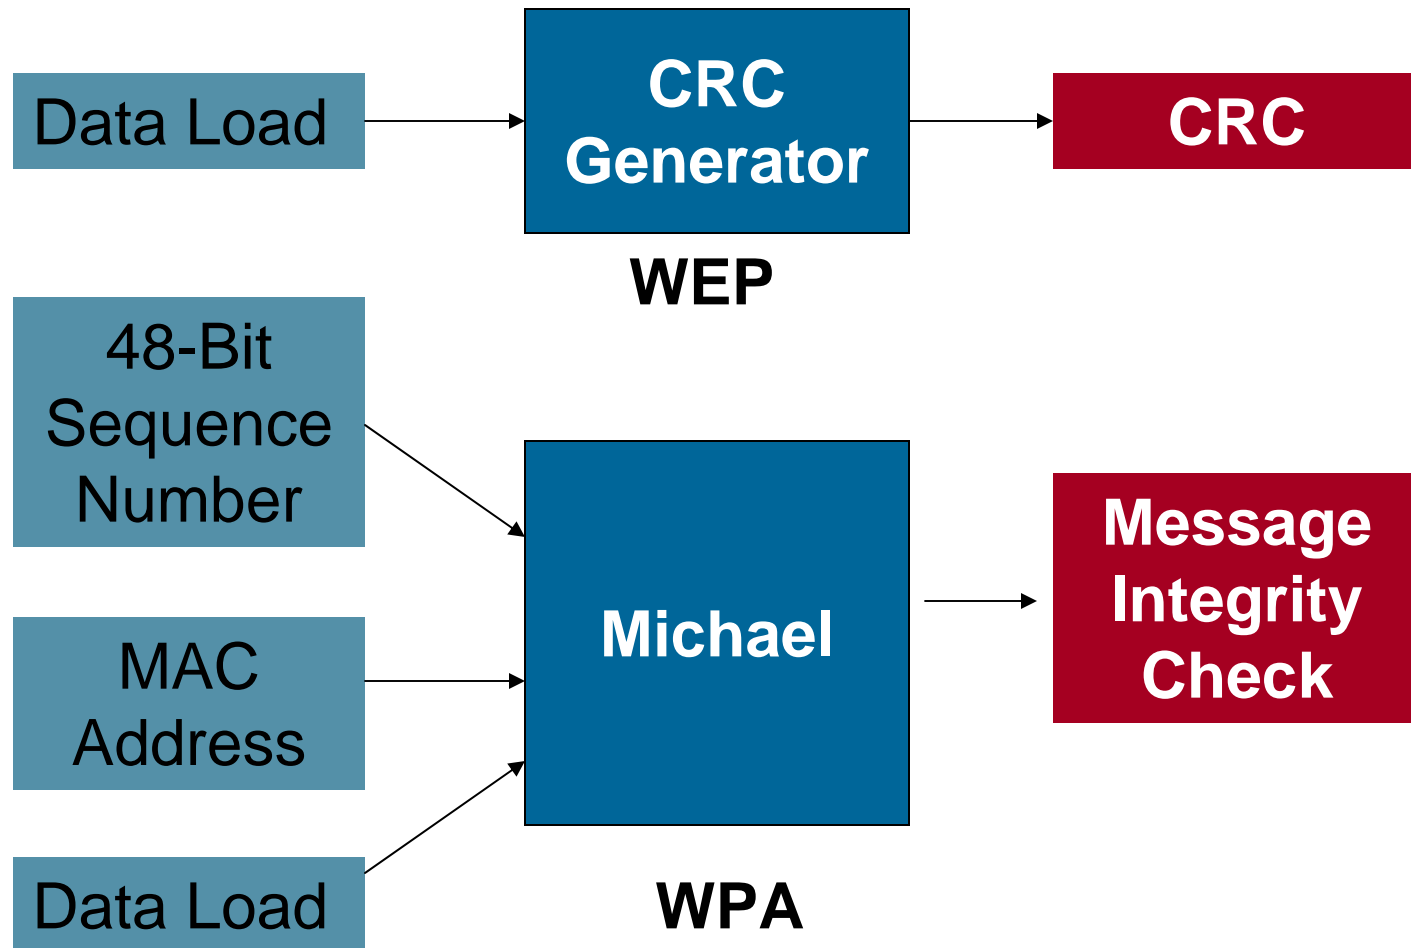 Data Load
CRC
Generator
CRC
WEP
48-Bit
Sequence
Number
MAC
Address
Data Load
Michael
Message
Integrity
Check
WPA